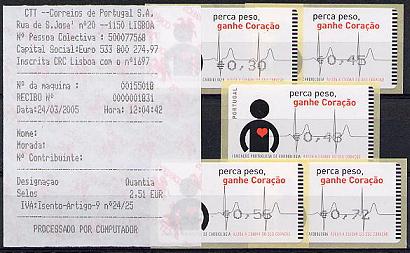 CTT --Correios de Portugal S.A.
Rua de S.Jose' nº20 --1150 LISBOA
Nº Pessoa Colectiva : 500077568
Capital Social:Euro 533 800 274,97
Inscrita CRC Lisboa com o nº1697
Nº da maquina : 00155018
RECIBO Nº 0000001831
DATA:24/03/2005 Hora: 12:04:42
Nome:
Morada:
Nº Contribuinte:
Designaçao Quantia
Selos 2.51 EUR
IVA:Isento-Artigo-9 nº24/25
PROCESSADO POR COMPUTADOR
perca peso,
ganhe Coração
€0,30
perca peso,
ganhe Coração
€0,45
PORTUGAL
perca peso,
ganhe Coração
€0,48
FUNDAÇÃO PORTUGUESA DE CARDIOLOGIA
perca peso,
ganhe Coração
€0,56
perca peso,
ganhe Coração
€0,72